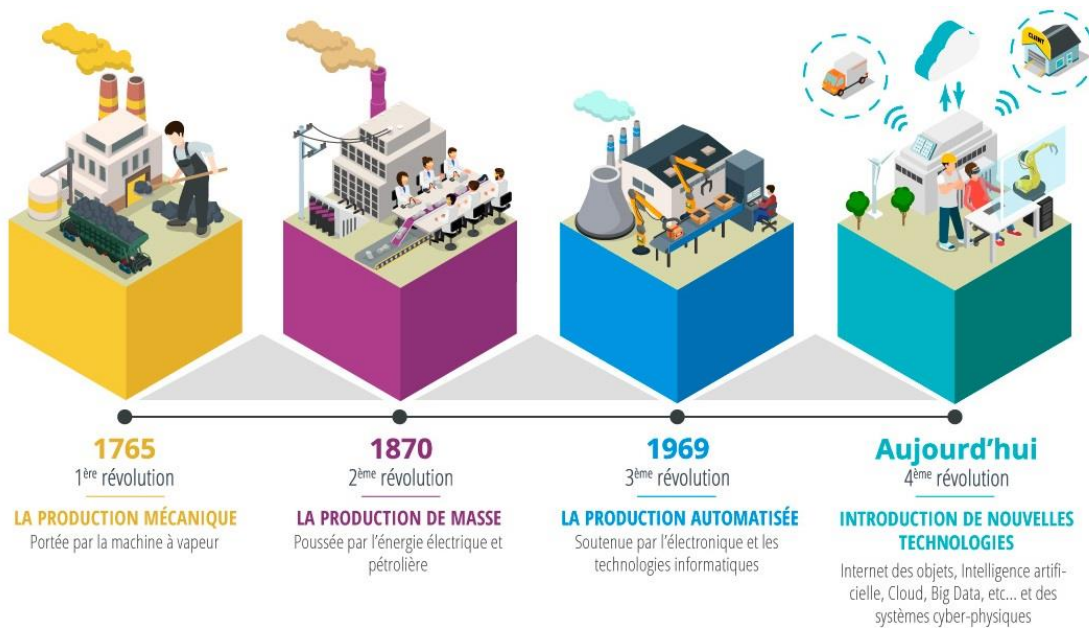 CLIENT
1765
1ère révolution
LA PRODUCTION MÉCANIQUE
Portée par la machine à vapeur
1870
2ème révolution
LA PRODUCTION DE MASSE
Poussée par l'énergie électrique et
pétrolière
1969
3ème révolution
LA PRODUCTION AUTOMATISÉE
Soutenue par l'électronique et les
technologies informatiques
Aujourd'hui
4ème révolution
INTRODUCTION DE NOUVELLES
TECHNOLOGIES
Internet des objets, Intelligence artifi-
cielle, Cloud, Big Data, etc... et des
systèmes cyber-physiques